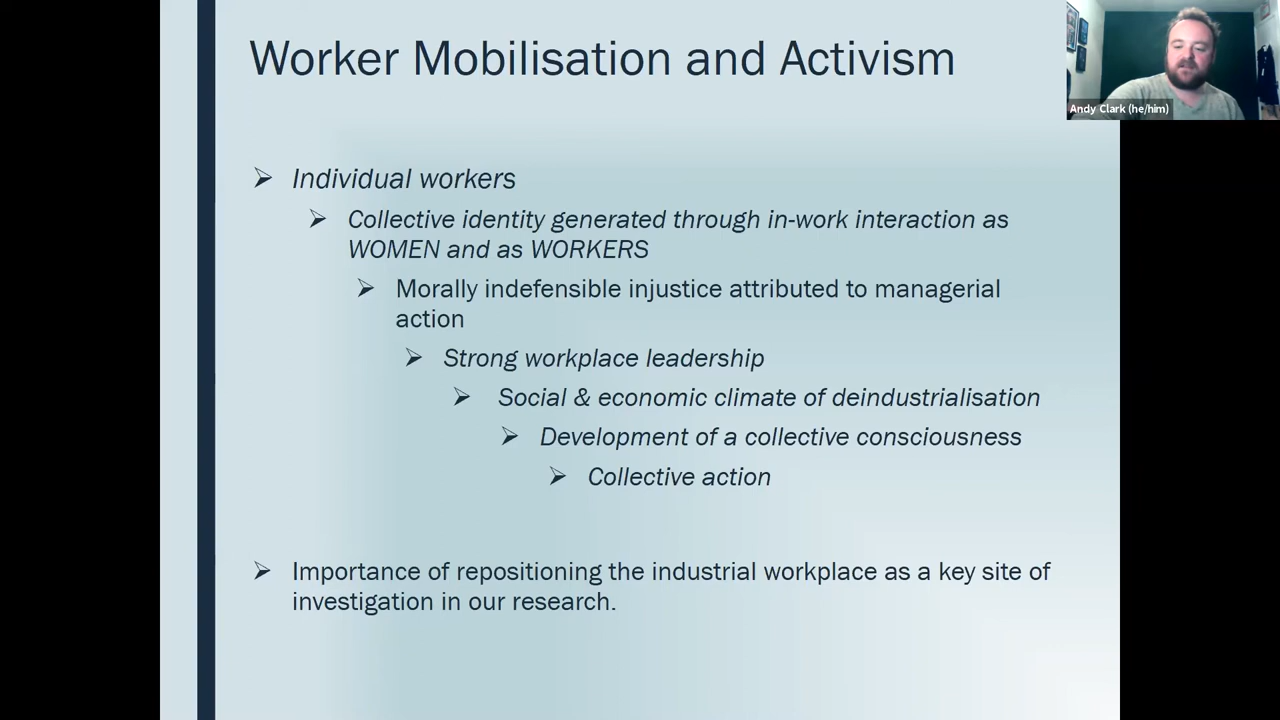 Worker Mobilisation and Activism
Andy Clark (he/him)
Individual workers
Collective identity generated through in-work interaction as
WOMEN and as WORKERS
Morally indefensible injustice attributed to managerial
action
Strong workplace leadership
Social & economic climate of deindustrialisation
Development of a collective consciousness
Collective action
Importance of repositioning the industrial workplace as a key site of
investigation in our research.